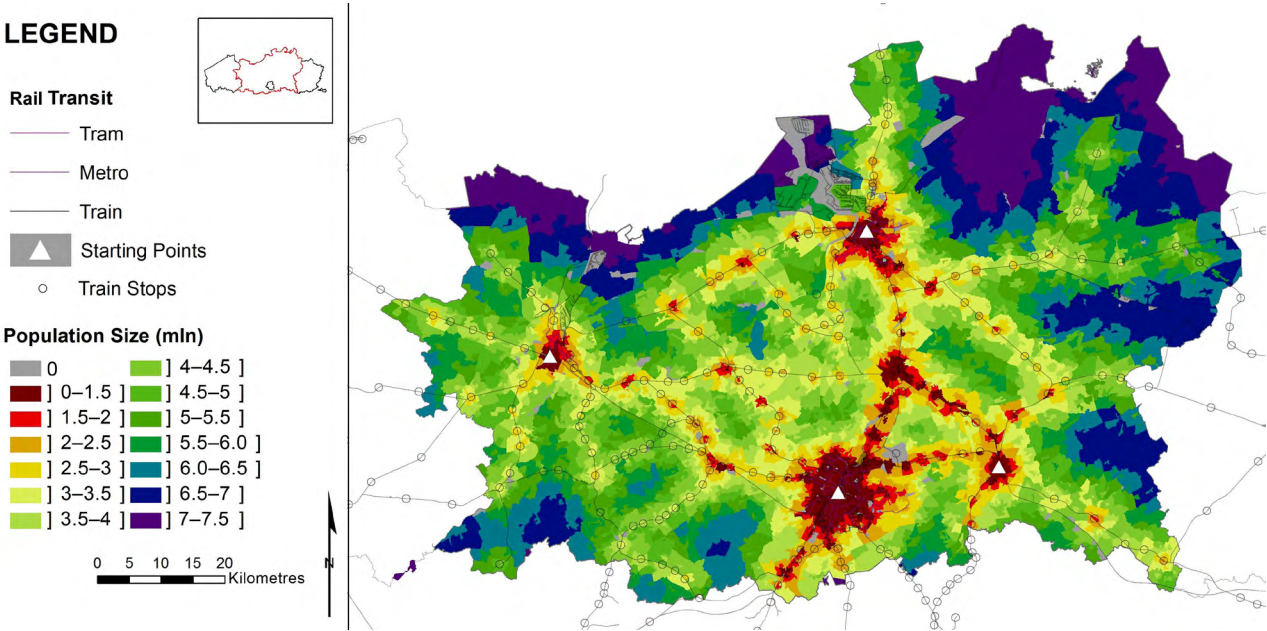 LEGEND
Rail Transit
Tram
Metro
Train
Starting Points
Train Stops
Population Size (mln)
0
] 0–1.5 ]
] 1.5–2 ]
] 2–2.5 ]
] 2.5–3 ]
] 3–3.5 ]
] 3.5–4 ]
] 4–4.5 ]
] 4.5–5 ]
] 5–5.5 ]
] 5.5–6.0 ]
] 6.0–6.5 ]
] 6.5–7 ]
] 7–7.5 ]
0 5 10 15 20
Kilometres
N